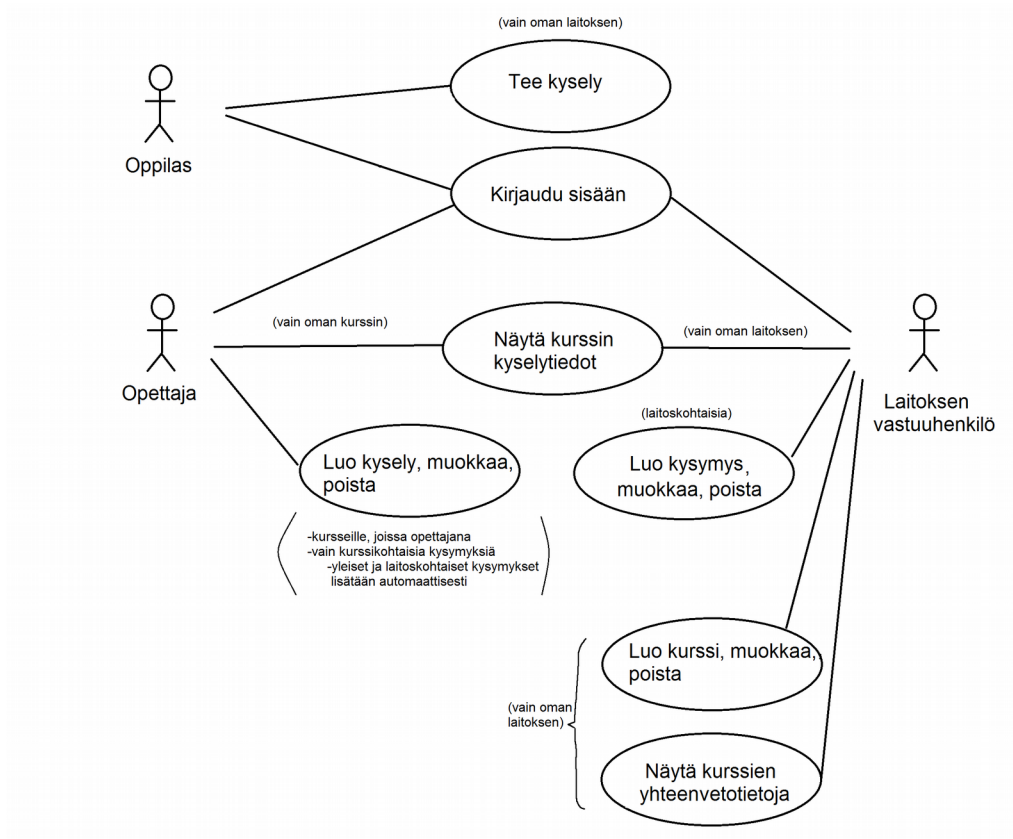 (vain oman laitoksen)
Tee kysely
Oppilas
Kirjaudu sisään
(vain oman kurssin)
Näytä kurssin
kyselytiedot
(vain oman laitoksen)
Opettaja
Laitoksen
vastuuhenkilö
(laitoskohtaisia)
Luo kysely, muokkaa,
poista
Luo kysymys,
muokkaa, poista
-kursseille, joissa opettajana
-vain kurssikohtaisia kysymyksiä
-yleiset ja laitoskohtaiset kysymykset
lisätään automaattisesti
Luo kurssi, muokkaa,
poista
(vain oman
laitoksen)
Näytä kurssien
yhteenvetotietoja